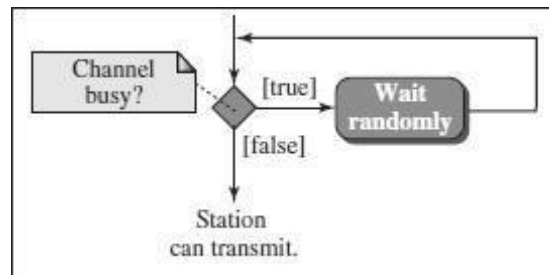 Channel
busy?
[true]
Wait
randomly
[false]
Station
can transmit.